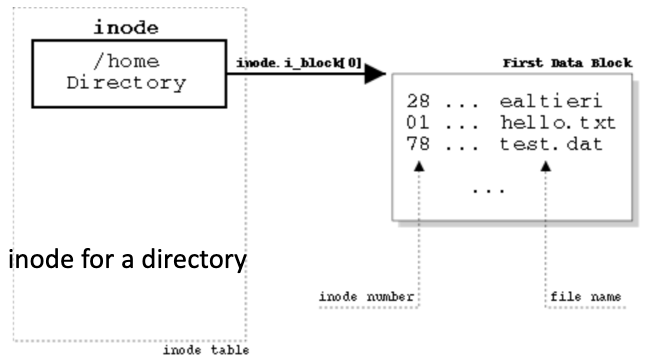 inode
/home
Directory
inode.i_block[0]
First Data Block
28 ... ealtieri
01 ... hello.txt
78 ... test.dat
...
inode for a directory
inode number
file name
inode table